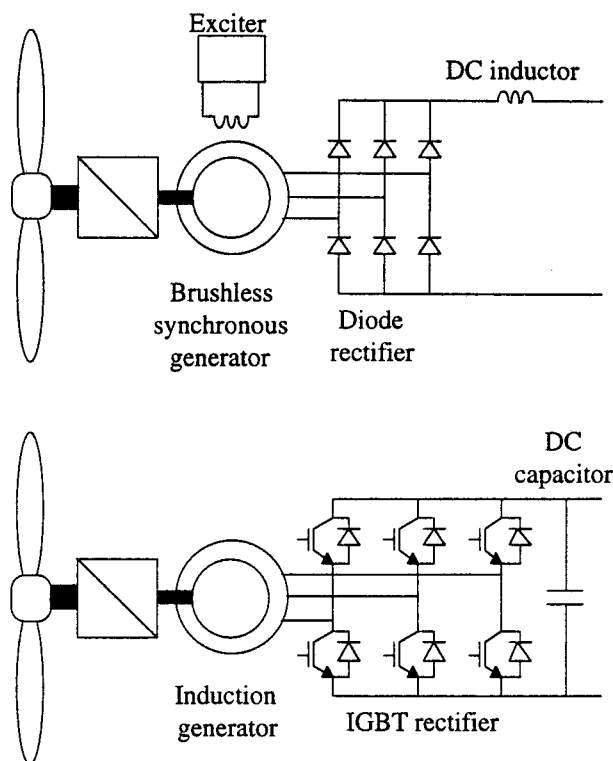 Exciter
DC inductor
Brushless
synchronous
generator
Diode
rectifier
DC
capacitor
Induction
generator
IGBT rectifier